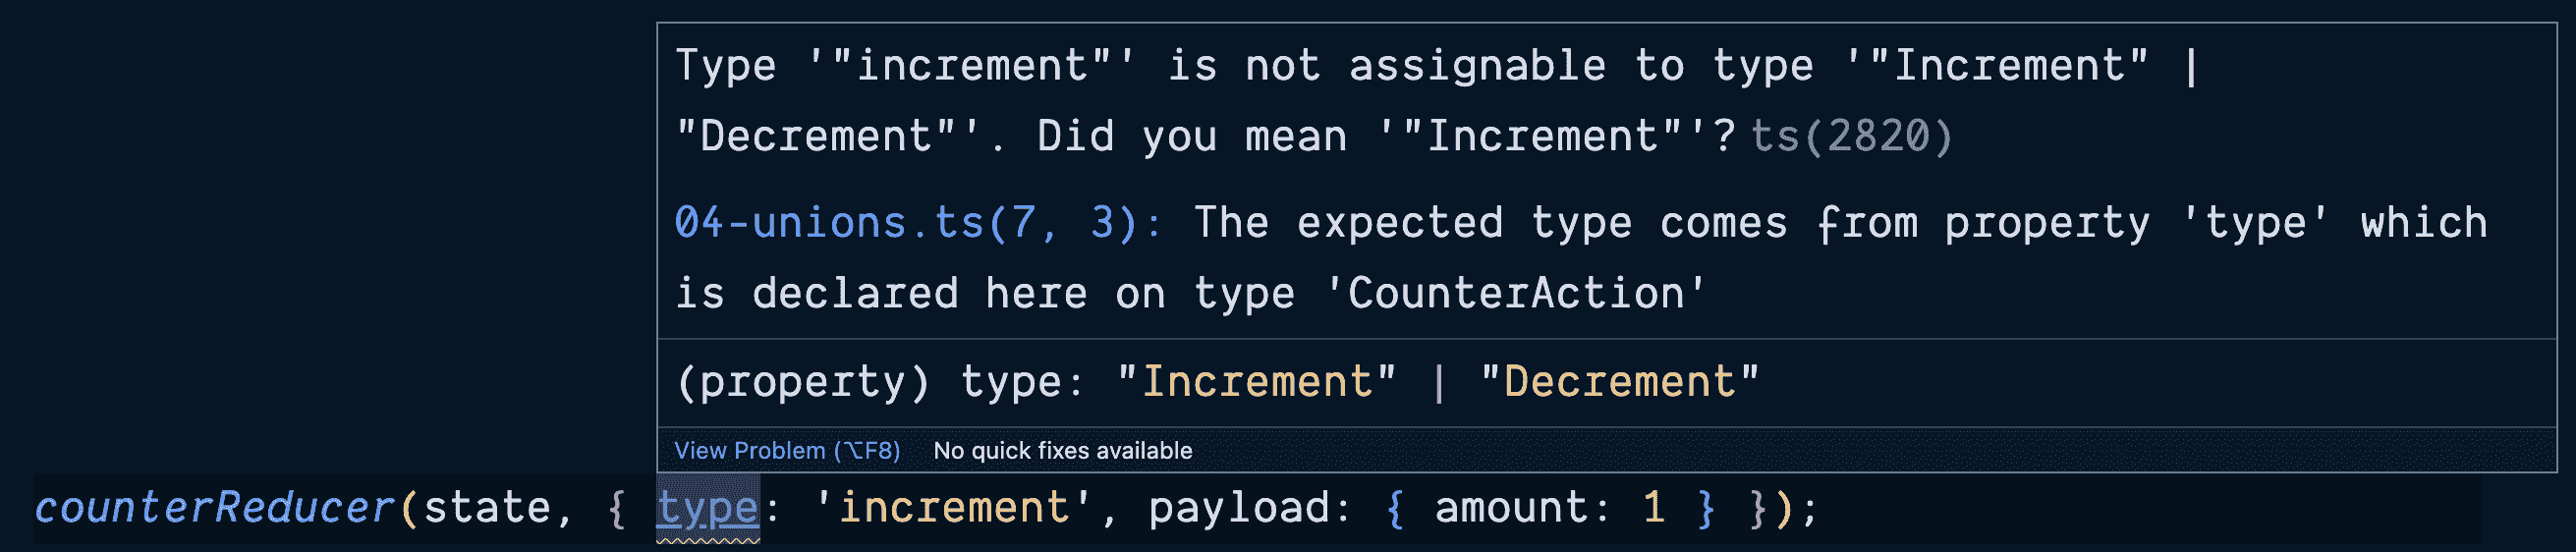 Type '"increment"' is not assignable to type '"Increment" |
"Decrement"'. Did you mean '"Increment"'? ts(2820)
04-unions.ts(7, 3): The expected type comes from property 'type' which
is declared here on type 'CounterAction'
(property) type: "Increment" | "Decrement"
View Problem (⌥F8) No quick fixes available
counterReducer(state, { type: 'increment', payload: { amount: 1 } });